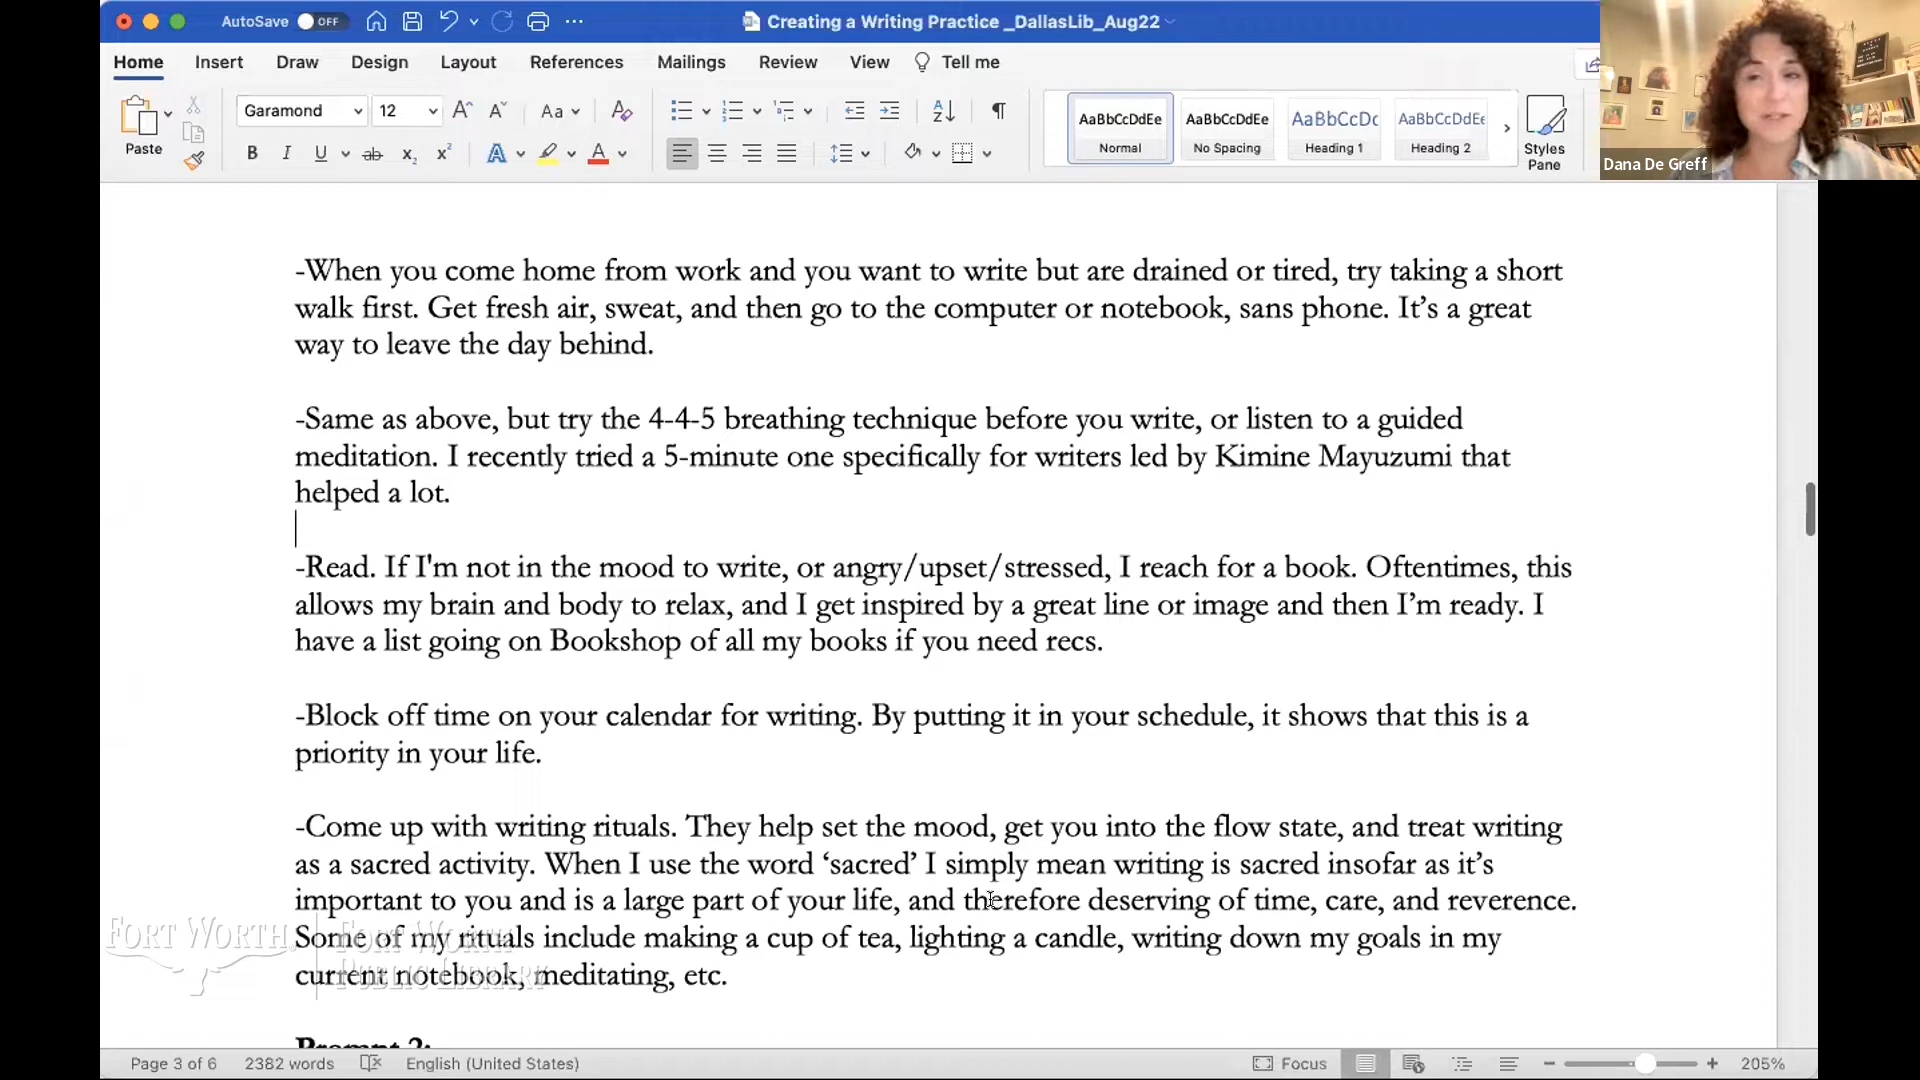 AutoSave OFF
Creating a Writing Practice _DallasLib_Aug22
Home Insert Draw Design Layout References Mailings Review View Tell me
Paste
Garamond 12
AaBbCcDdEe AaBbCcDdEe AaBbCcDc AaBbCcDdEe
Normal No Spacing Heading 1 Heading 2
Styles Pane
Dana De Greff
-When you come home from work and you want to write but are drained or tired, try taking a short
walk first. Get fresh air, sweat, and then go to the computer or notebook, sans phone. It’s a great
way to leave the day behind.
-Same as above, but try the 4-4-5 breathing technique before you write, or listen to a guided
meditation. I recently tried a 5-minute one specifically for writers led by Kimine Mayuzumi that
helped a lot.
-Read. If I'm not in the mood to write, or angry/upset/stressed, I reach for a book. Oftentimes, this
allows my brain and body to relax, and I get inspired by a great line or image and then I’m ready. I
have a list going on Bookshop of all my books if you need recs.
-Block off time on your calendar for writing. By putting it in your schedule, it shows that this is a
priority in your life.
-Come up with writing rituals. They help set the mood, get you into the flow state, and treat writing
as a sacred activity. When I use the word ‘sacred’ I simply mean writing is sacred insofar as it’s
important to you and is a large part of your life, and therefore deserving of time, care, and reverence.
Some of my rituals include making a cup of tea, lighting a candle, writing down my goals in my
current notebook, meditating, etc.
FORT WORTH
FORT WORTH
PUBLIC LIBRARY
Prompt 2:
Page 3 of 6 2382 words English (United States) Focus 205%